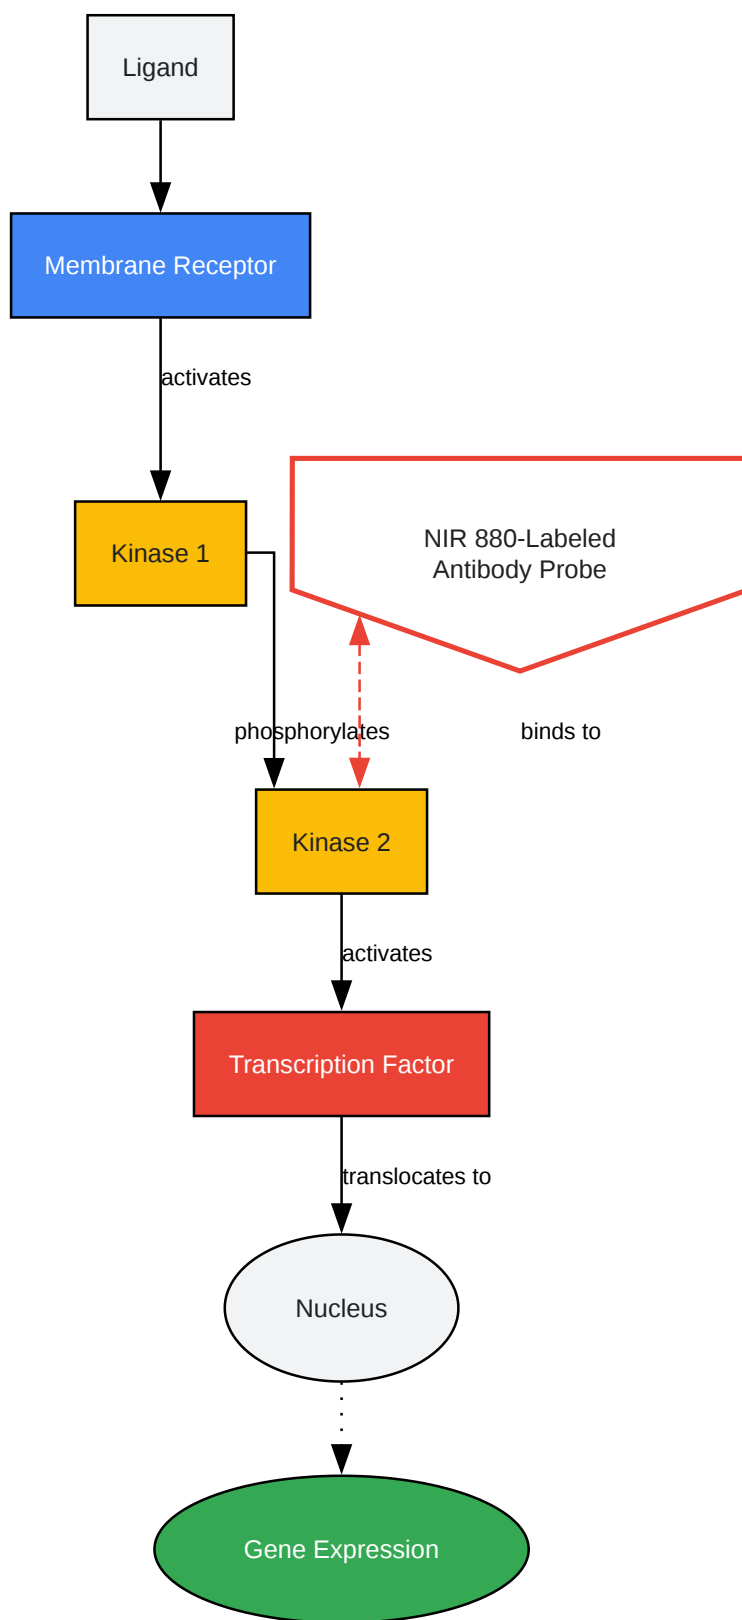 Ligand
Membrane Receptor
activates
Kinase 1
NIR 880-Labeled
Antibody Probe
phosphorylates
binds to
Kinase 2
activates
Transcription Factor
translocates to
Nucleus
Gene Expression